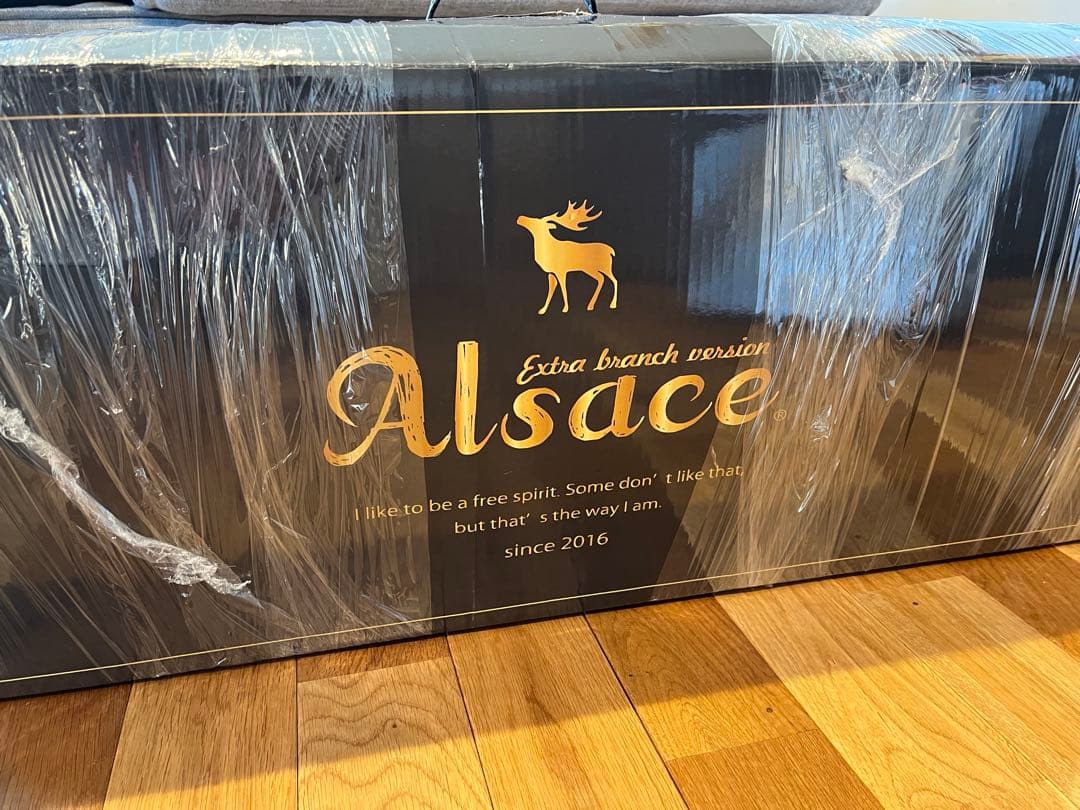 Extra branch version
Alsace®
I like to be a free spirit. Some don' t like that,
but that' s the way I am.
since 2016